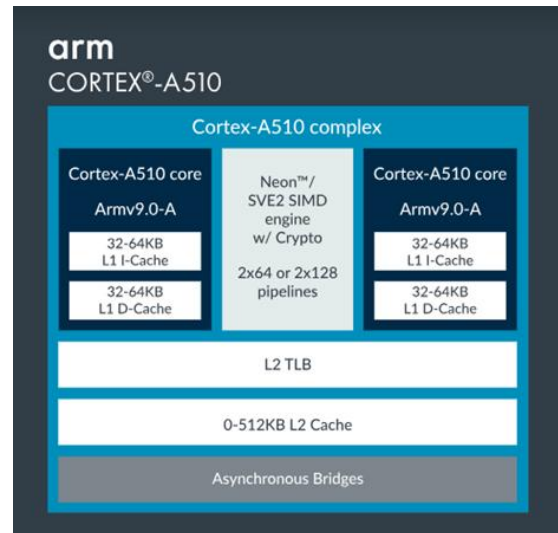 arm
CORTEX®-A510
Cortex-A510 complex
Cortex-A510 core
Armv9.0-A
32-64KB
L1 I-Cache
32-64KB
L1 D-Cache
Neon™/
SVE2 SIMD
engine
w/ Crypto
2x64 or 2x128
pipelines
Cortex-A510 core
Armv9.0-A
32-64KB
L1 I-Cache
32-64KB
L1 D-Cache
L2 TLB
0-512KB L2 Cache
Asynchronous Bridges